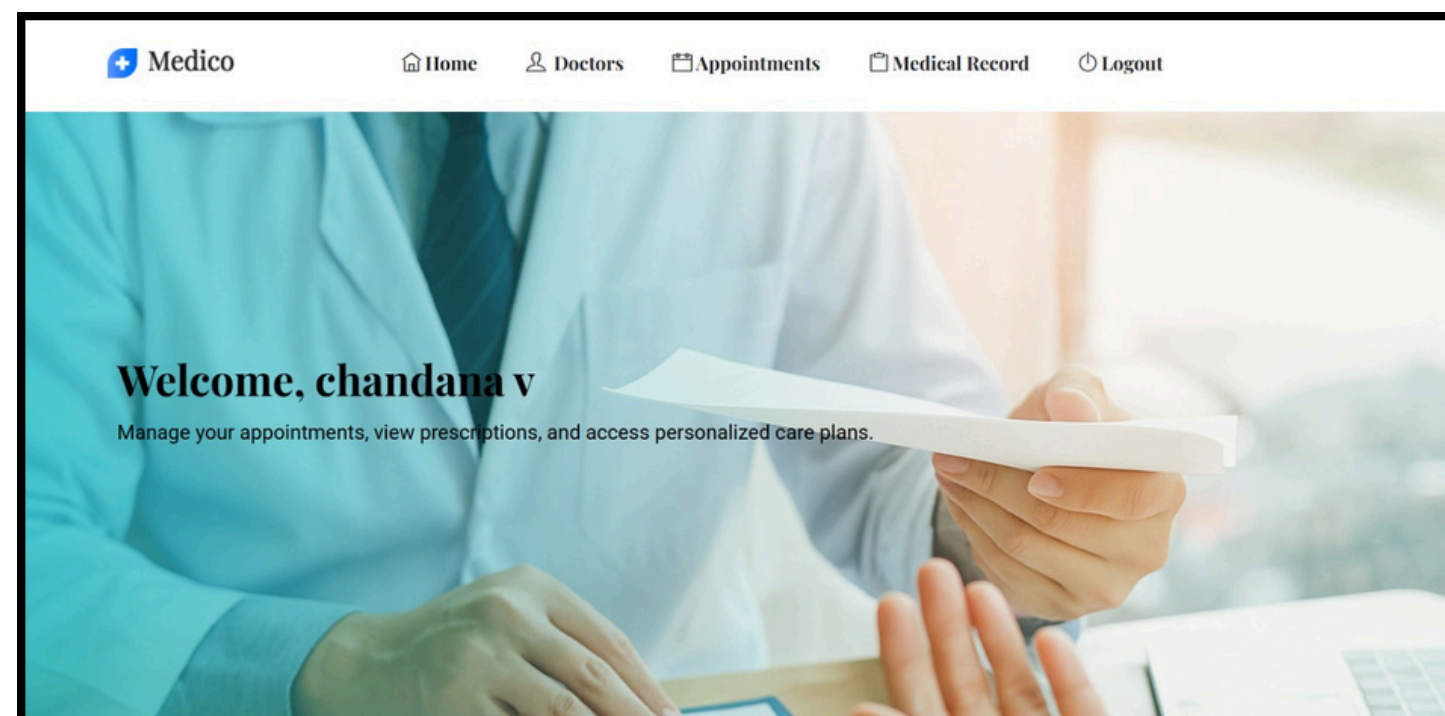 Medico Home Doctors Appointments Medical Record Logout
Welcome, chandana v
Manage your appointments, view prescriptions, and access personalized care plans.